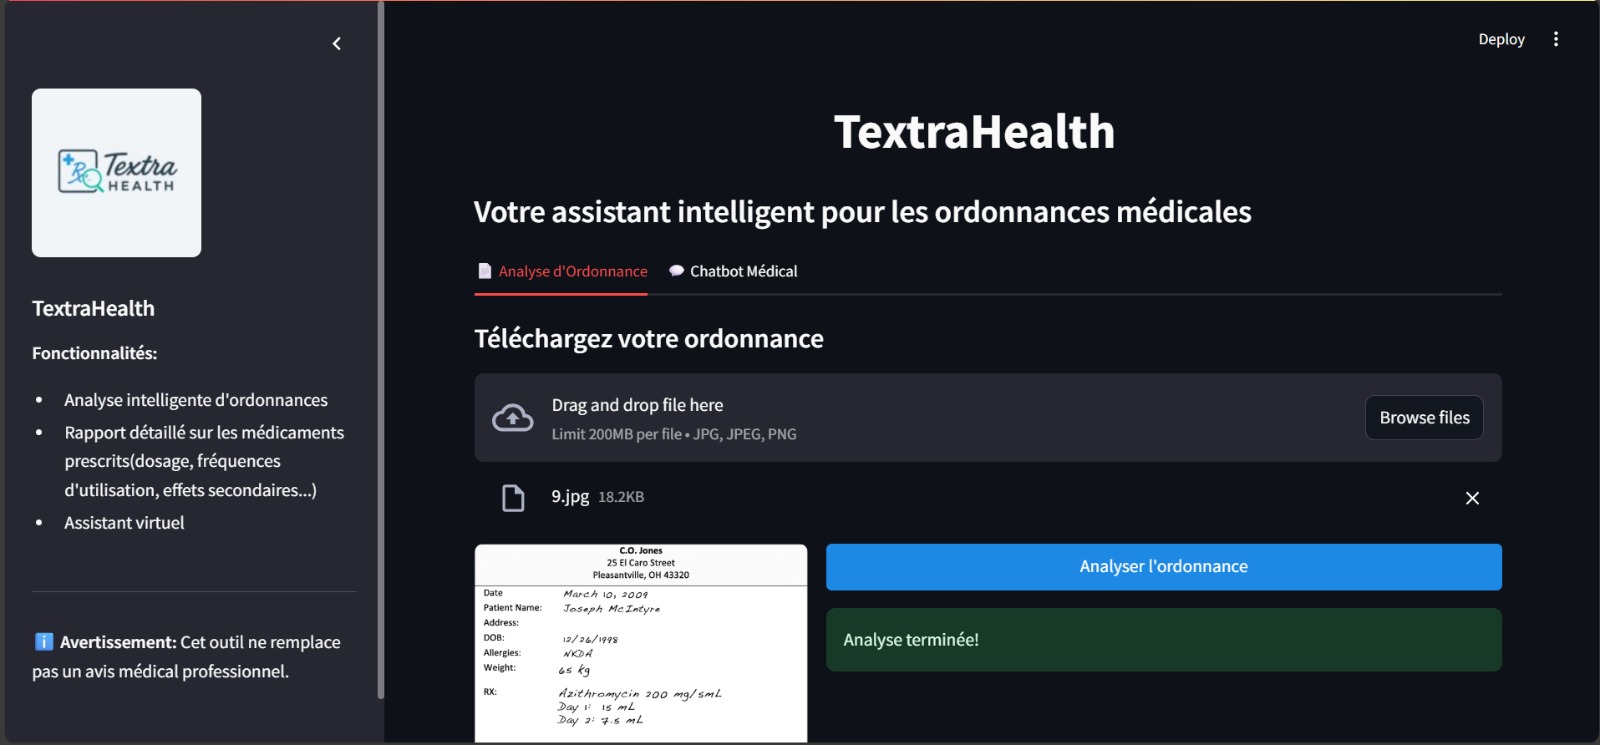 Textra
HEALTH
TextraHealth
Fonctionnalités:
Analyse intelligente d'ordonnances
Rapport détaillé sur les médicaments
prescrits(dosage, fréquences
d'utilisation, effets secondaires...)
Assistant virtuel
Avertissement: Cet outil ne remplace
pas un avis médical professionnel.
Deploy
TextraHealth
Votre assistant intelligent pour les ordonnances médicales
Analyse d'Ordonnance Chatbot Médical
Téléchargez votre ordonnance
Drag and drop file here
Limit 200MB per file • JPG, JPEG, PNG
Browse files
9.jpg 18.2KB
C.O. Jones
25 El Caro Street
Pleasantville, OH 43320
Date March 10, 2009
Patient Name: Joseph McIntyre
Address:
DOB: 12/26/1998
Allergies: NKDA
Weight: 65 kg
RX: Azithromycin 200 mg/5mL
Day 1: 15 mL
Day 2: 7.5 mL
Analyser l'ordonnance
Analyse terminée!